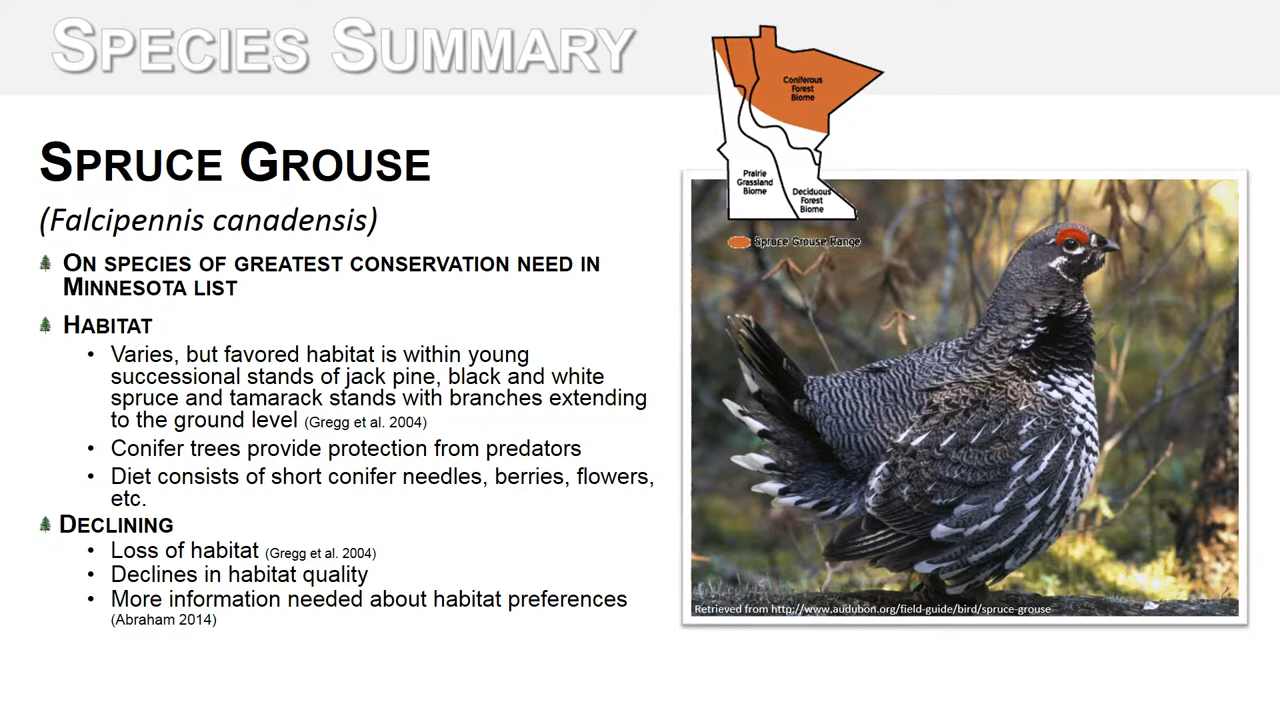 SPECIES SUMMARY
SPRUCE GROUSE
(Falcipennis canadensis)
ON SPECIES OF GREATEST CONSERVATION NEED IN
MINNESOTA LIST
HABITAT
• Varies, but favored habitat is within young
successional stands of jack pine, black and white
spruce and tamarack stands with branches extending
to the ground level (Gregg et al. 2004)
• Conifer trees provide protection from predators
• Diet consists of short conifer needles, berries, flowers,
etc.
DECLINING
• Loss of habitat (Gregg et al. 2004)
• Declines in habitat quality
• More information needed about habitat preferences
(Abraham 2014)
Coniferous
Forest
Biome
Prairie
Grassland
Biome
Deciduous
Forest
Biome
Spruce Grouse Range
Retrieved from http://www.audubon.org/field-guide/bird/spruce-grouse